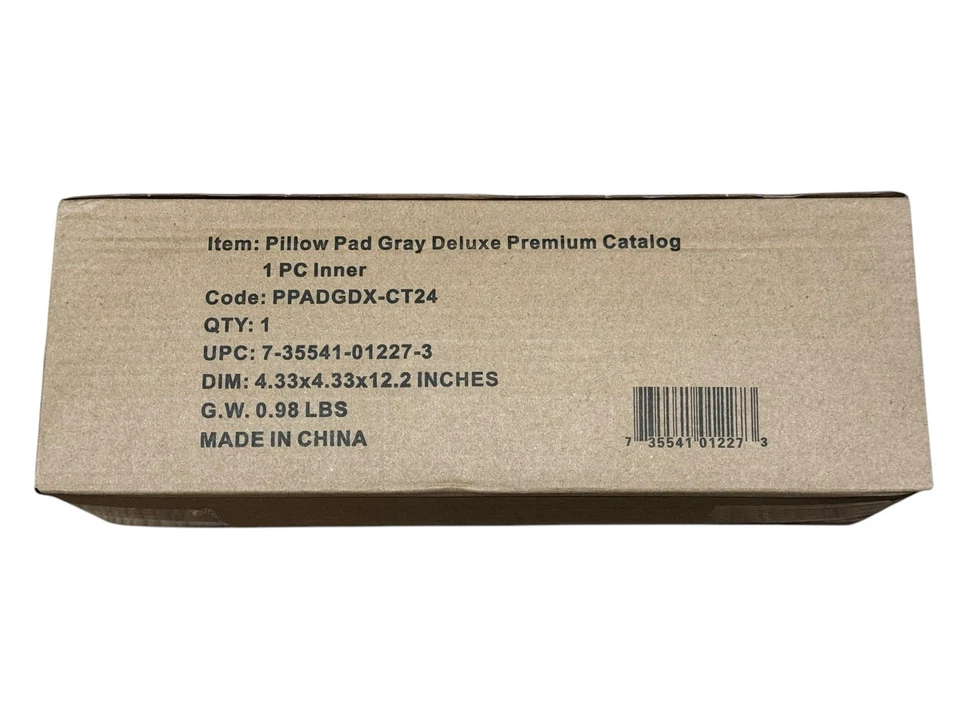 Item: Pillow Pad Gray Deluxe Premium Catalog
1 PC Inner
Code: PPADGDX-CT24
QTY: 1
UPC: 7-35541-01227-3
DIM: 4.33x4.33x12.2 INCHES
G.W. 0.98 LBS
MADE IN CHINA
7 35541 01227 3